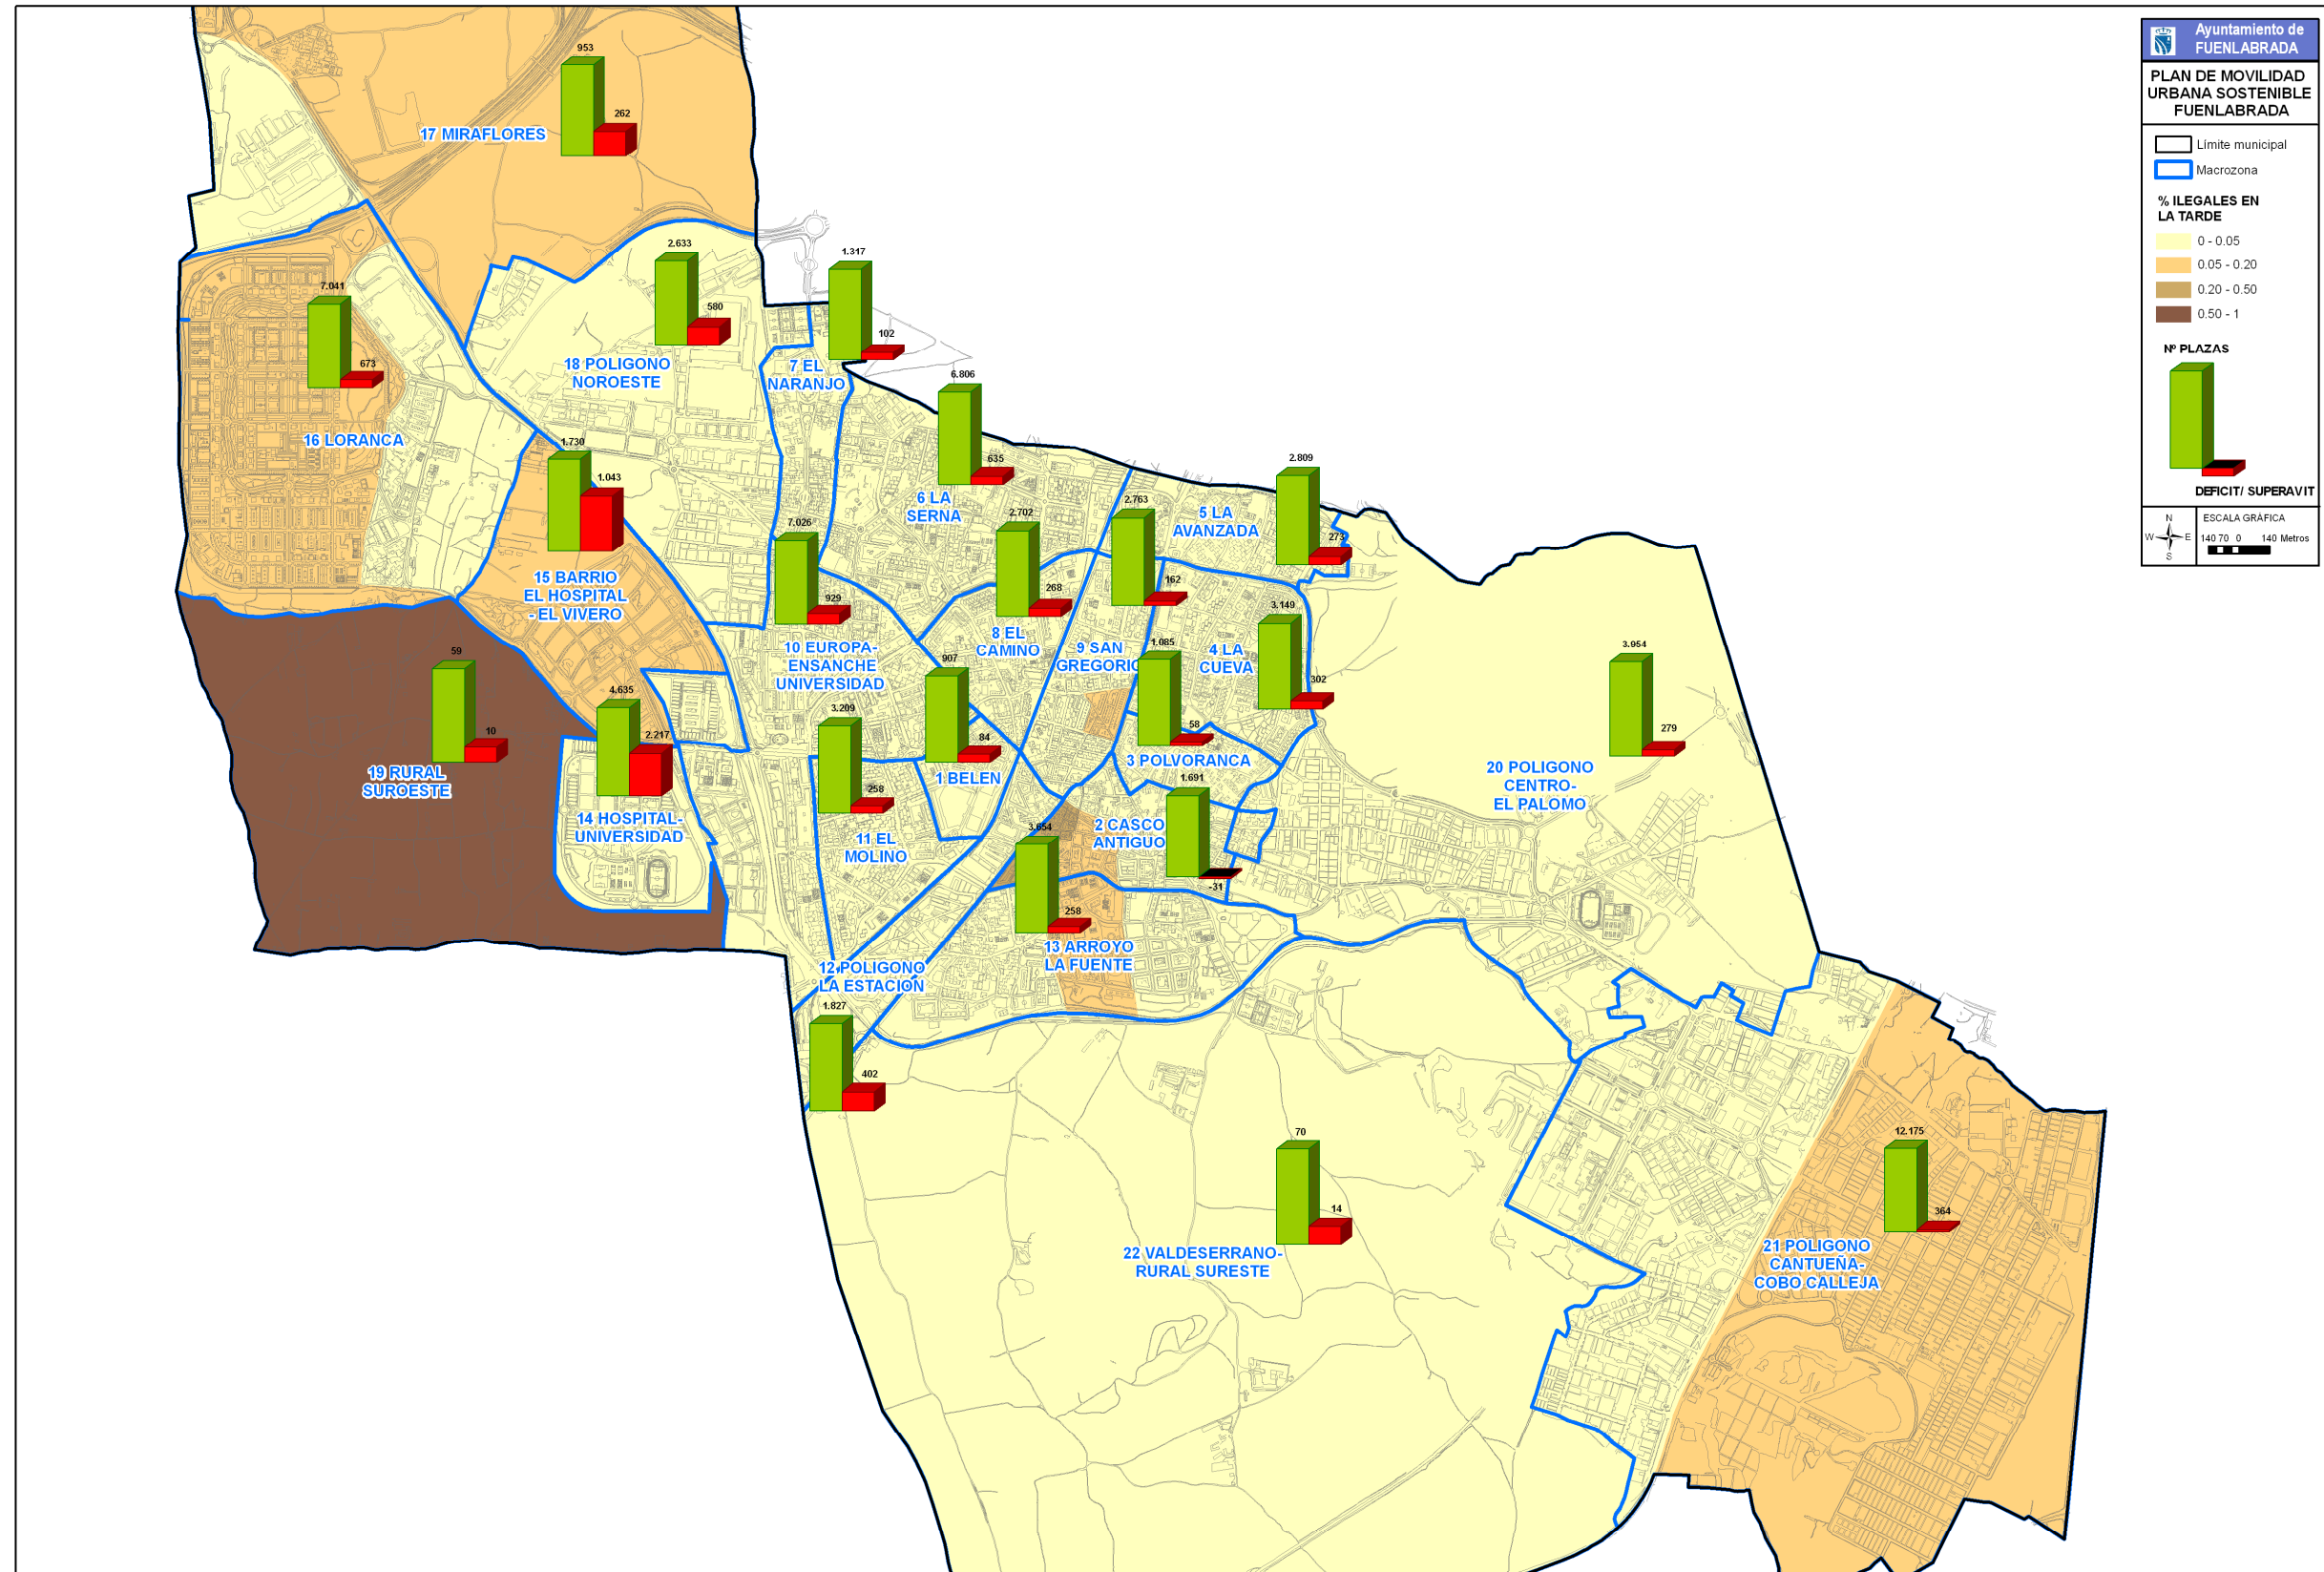 Ayuntamiento de
FUENLABRADA
PLAN DE MOVILIDAD
URBANA SOSTENIBLE
FUENLABRADA
Límite municipal
Macrozona
% ILEGALES EN
LA TARDE
0 - 0.05
0.05 - 0.20
0.20 - 0.50
0.50 - 1
Nº PLAZAS
DEFICIT/ SUPERAVIT
N
W E
S
ESCALA GRÁFICA
140 70 0 140 Metros
953
262
17 MIRAFLORES
2.633
580
18 POLIGONO
NOROESTE
1.317
102
7 EL
NARANJO
7.041
673
16 LORANCA
6.806
635
6 LA
SERNA
1.730
1.043
15 BARRIO
EL HOSPITAL
- EL VIVERO
2.809
273
5 LA
AVANZADA
2.763
162
9 SAN
GREGORIO
2.702
268
8 EL
CAMINO
7.026
929
10 EUROPA-
ENSANCHE
UNIVERSIDAD
3.149
302
4 LA
CUEVA
1.085
58
3 POLVORANCA
907
84
1 BELEN
3.954
279
20 POLIGONO
CENTRO-
EL PALOMO
59
10
19 RURAL
SUROESTE
4.635
2.217
14 HOSPITAL-
UNIVERSIDAD
3.209
258
11 EL
MOLINO
1.691
-31
2 CASCO
ANTIGUO
3.654
258
13 ARROYO
LA FUENTE
12 POLIGONO
LA ESTACION
1.827
402
70
14
22 VALDESERRANO-
RURAL SURESTE
12.175
364
21 POLIGONO
CANTUEÑA-
COBO CALLEJA